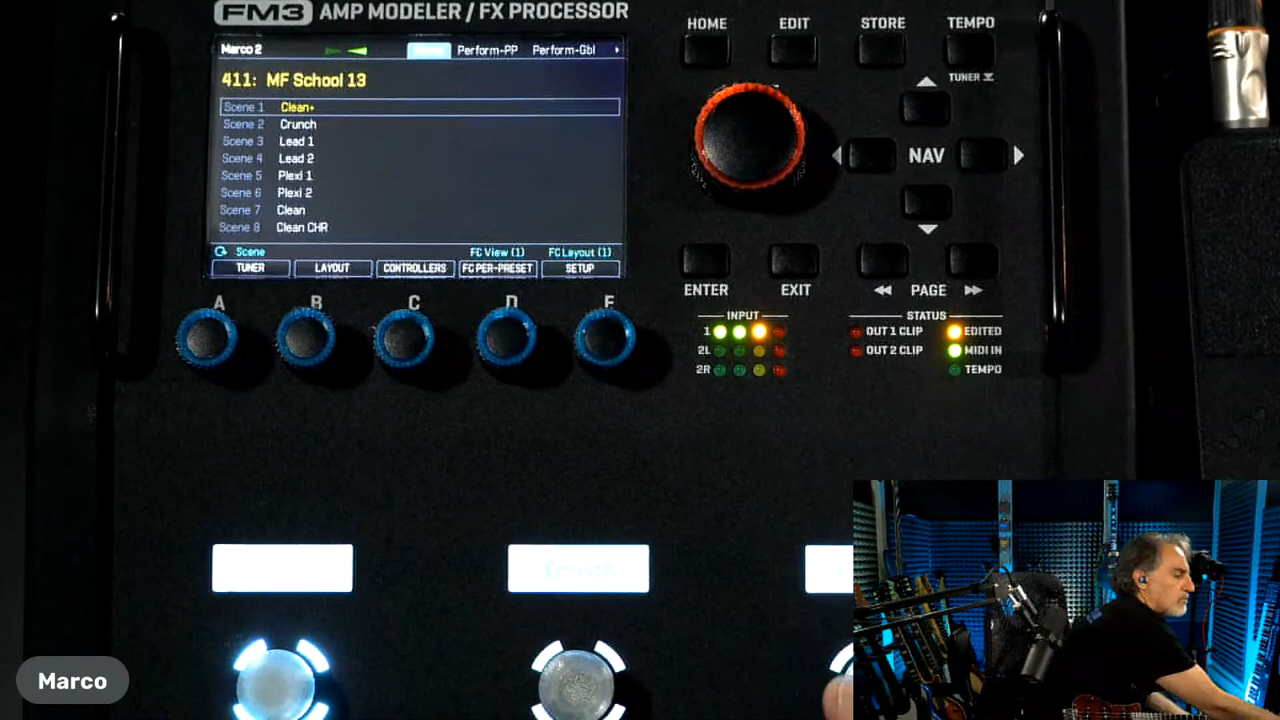 FM3 AMP MODELER / FX PROCESSOR
Marco 2 Perform-PP Perform-Gbl
411: MF School 13
Scene 1 Clean+
Scene 2 Crunch
Scene 3 Lead 1
Scene 4 Lead 2
Scene 5 Plexi 1
Scene 6 Plexi 2
Scene 7 Clean
Scene 8 Clean CHR
Scene FC View (1) FC Layout (1)
TUNER LAYOUT CONTROLLERS FC PER-PRESET SETUP
A B C D E
HOME EDIT STORE TEMPO
TUNER
NAV
ENTER EXIT PAGE
INPUT STATUS
1 OUT 1 CLIP EDITED
2L OUT 2 CLIP MIDI IN
2R TEMPO
Crunch
Marco